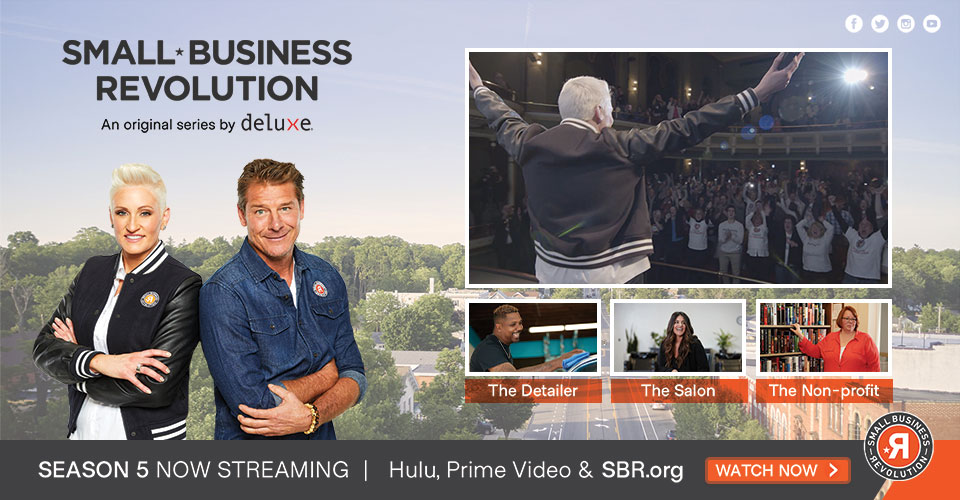 SMALL★BUSINESS
REVOLUTION
An original series by deluxe®
The Detailer
The Salon
The Non-profit
SEASON 5 NOW STREAMING | Hulu, Prime Video & SBR.org
WATCH NOW >
SMALL BUSINESS
REVOLUTION
R